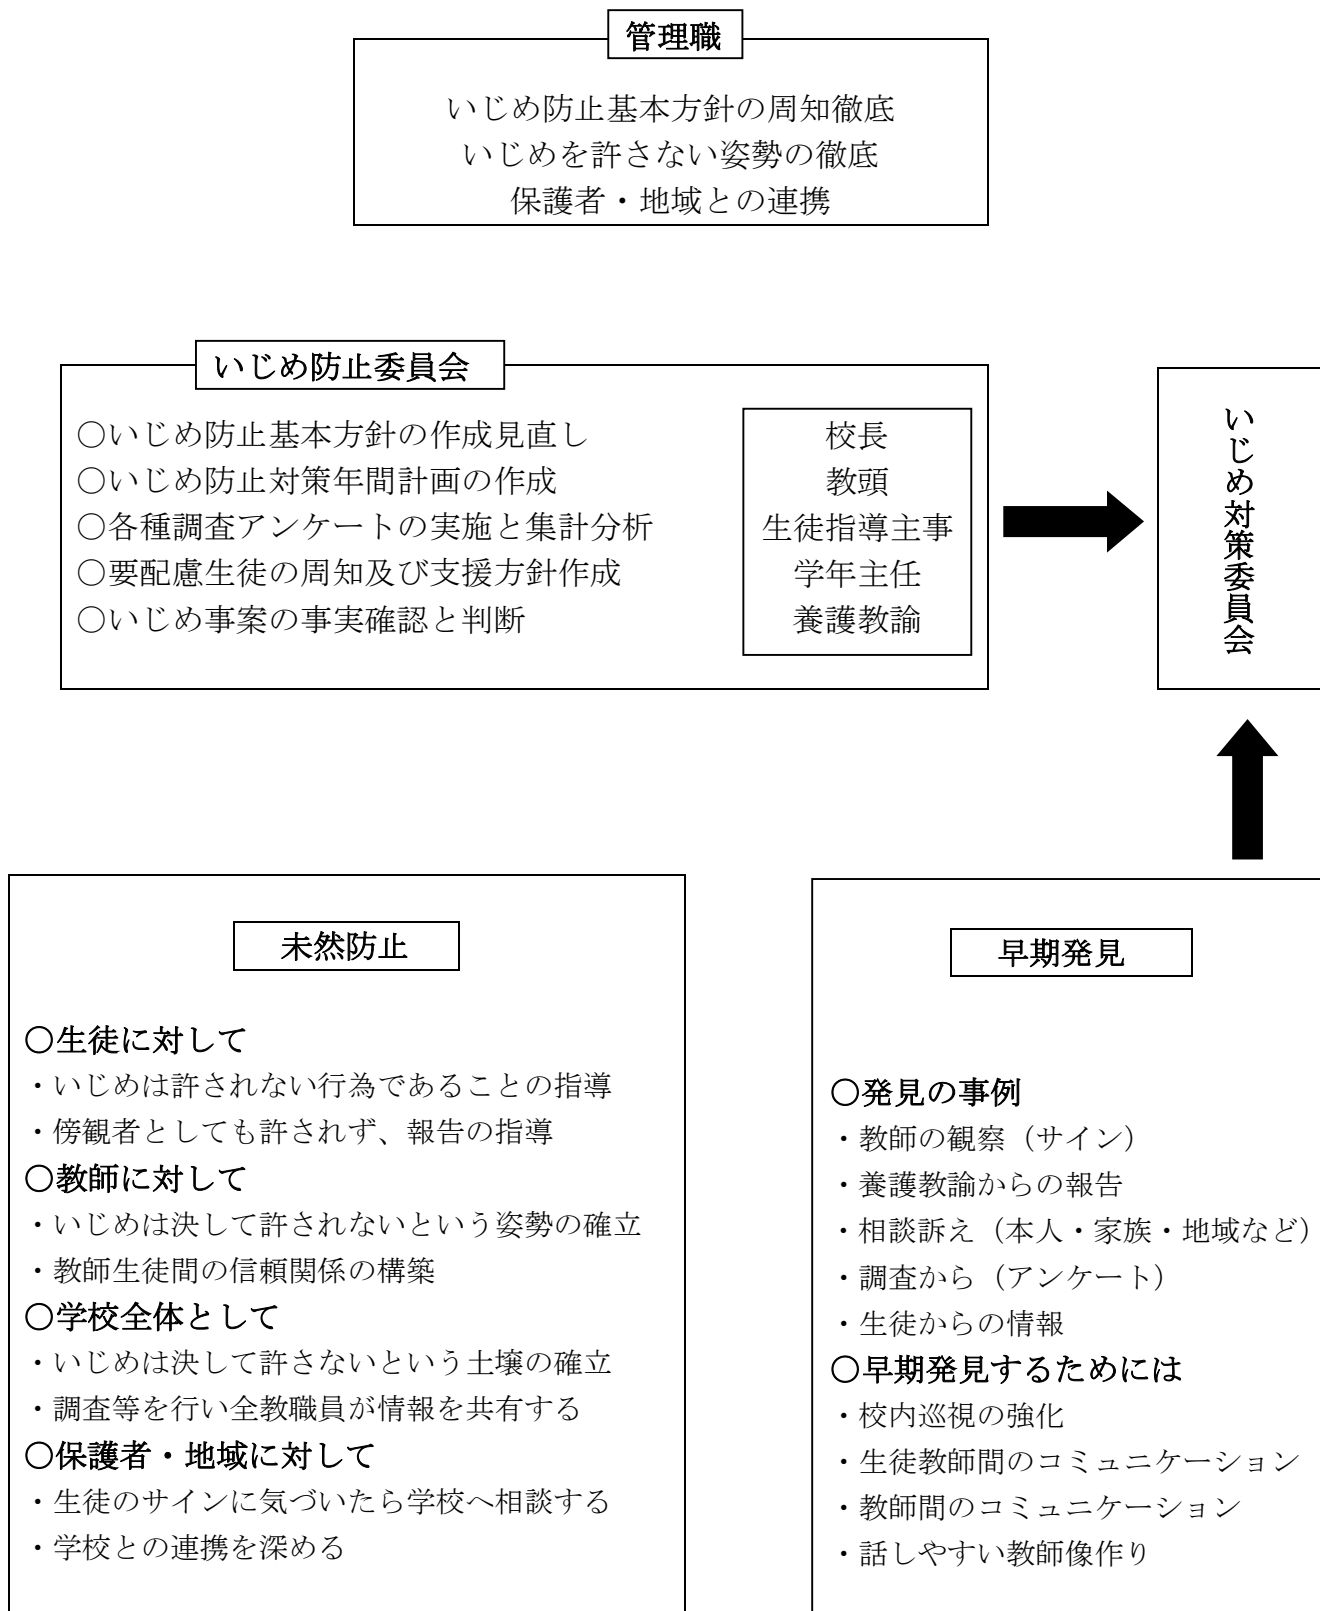 管理職
いじめ防止基本方針の周知徹底
いじめを許さない姿勢の徹底
保護者・地域との連携
いじめ防止委員会
〇いじめ防止基本方針の作成見直し
〇いじめ防止対策年間計画の作成
〇各種調査アンケートの実施と集計分析
〇要配慮生徒の周知及び支援方針作成
〇いじめ事案の事実確認と判断
校長
教頭
生徒指導主事
学年主任
養護教諭
いじめ対策委員会
未然防止
〇生徒に対して
・いじめは許されない行為であることの指導
・傍観者としても許されず、報告の指導
〇教師に対して
・いじめは決して許されないという姿勢の確立
・教師生徒間の信頼関係の構築
〇学校全体として
・いじめは決して許さないという土壌の確立
・調査等を行い全教職員が情報を共有する
〇保護者・地域に対して
・生徒のサインに気づいたら学校へ相談する
・学校との連携を深める
早期発見
〇発見の事例
・教師の観察（サイン）
・養護教諭からの報告
・相談訴え（本人・家族・地域など）
・調査から（アンケート）
・生徒からの情報
〇早期発見するためには
・校内巡視の強化
・生徒教師間のコミュニケーション
・教師間のコミュニケーション
・話しやすい教師像作り